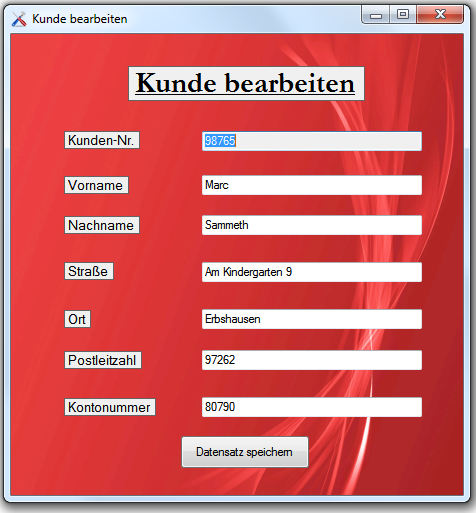 Kunde bearbeiten
Kunde bearbeiten
Kunden-Nr. 98765
Vorname Marc
Nachname Sammeth
Straße Am Kindergarten 9
Ort Erbshausen
Postleitzahl 97262
Kontonummer 80790
Datensatz speichern